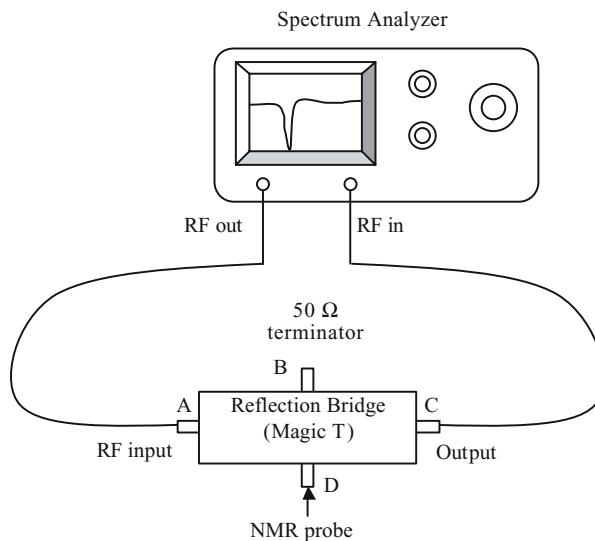 Spectrum Analyzer
RF out
RF in
50 Ω
terminator
B
A
Reflection Bridge
(Magic T)
C
RF input
Output
D
NMR probe